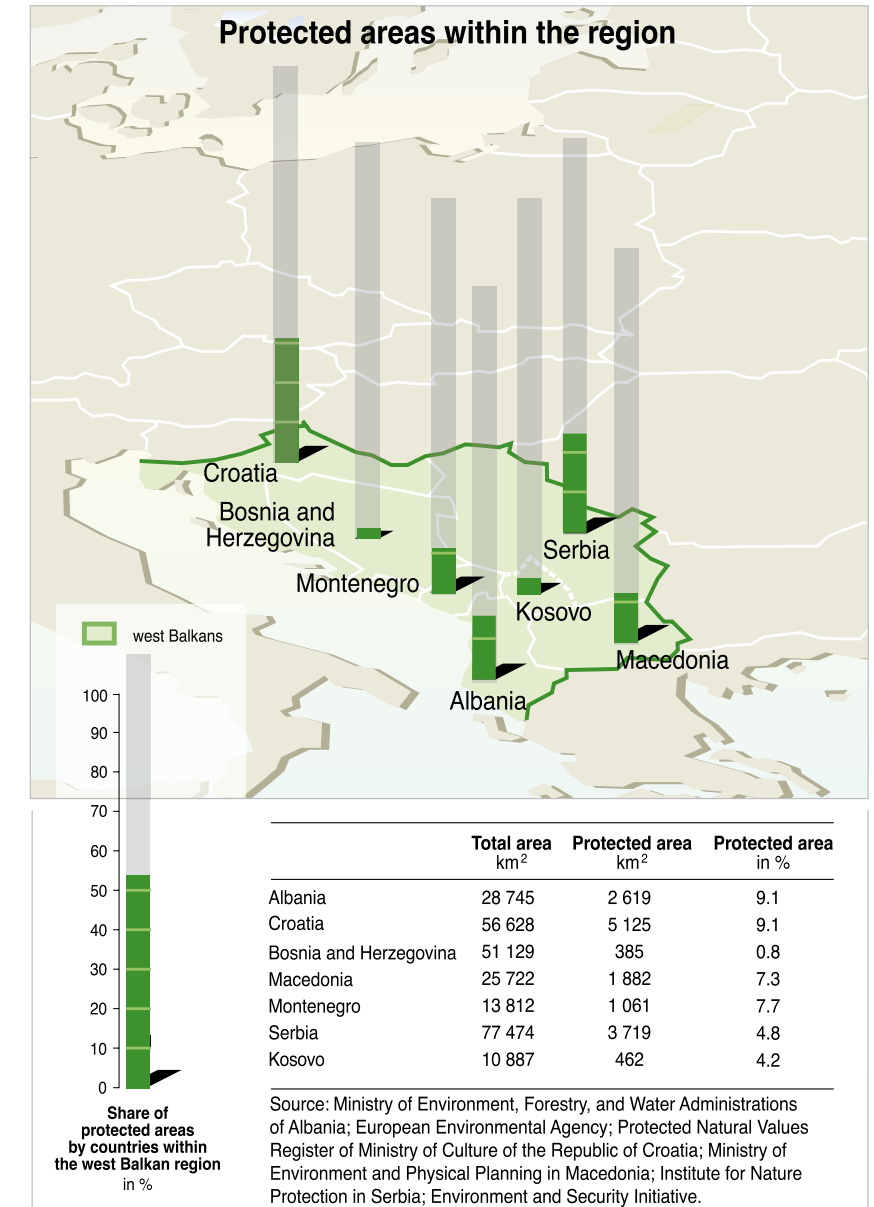 Protected areas within the region
Croatia
Bosnia and
Herzegovina
Montenegro
Serbia
Kosovo
Macedonia
Albania
west Balkans
100
90
80
70
60
50
40
30
20
10
0
Share of
protected areas
by countries within
the west Balkan region
in %
Total area Protected area Protected area
km2 km2 in %
Albania 28 745 2 619 9.1
Croatia 56 628 5 125 9.1
Bosnia and Herzegovina 51 129 385 0.8
Macedonia 25 722 1 882 7.3
Montenegro 13 812 1 061 7.7
Serbia 77 474 3 719 4.8
Kosovo 10 887 462 4.2
Source: Ministry of Environment, Forestry, and Water Administrations
of Albania; European Environmental Agency; Protected Natural Values
Register of Ministry of Culture of the Republic of Croatia; Ministry of
Environment and Physical Planning in Macedonia; Institute for Nature
Protection in Serbia; Environment and Security Initiative.